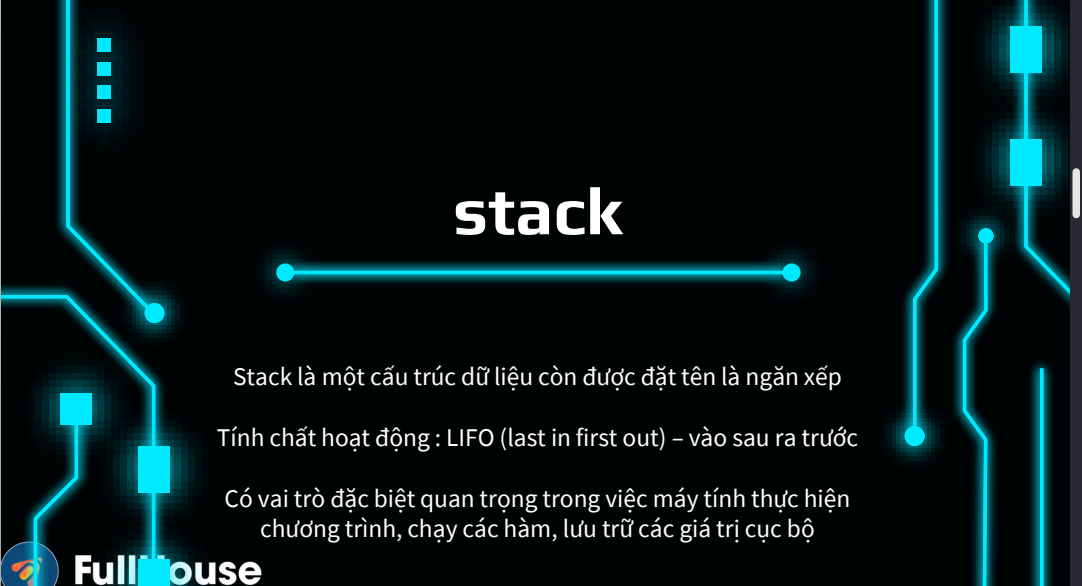 stack
Stack là một cấu trúc dữ liệu còn được đặt tên là ngăn xếp
Tính chất hoạt động : LIFO (last in first out) – vào sau ra trước
Có vai trò đặc biệt quan trọng trong việc máy tính thực hiện
chương trình, chạy các hàm, lưu trữ các giá trị cục bộ
FullHouse